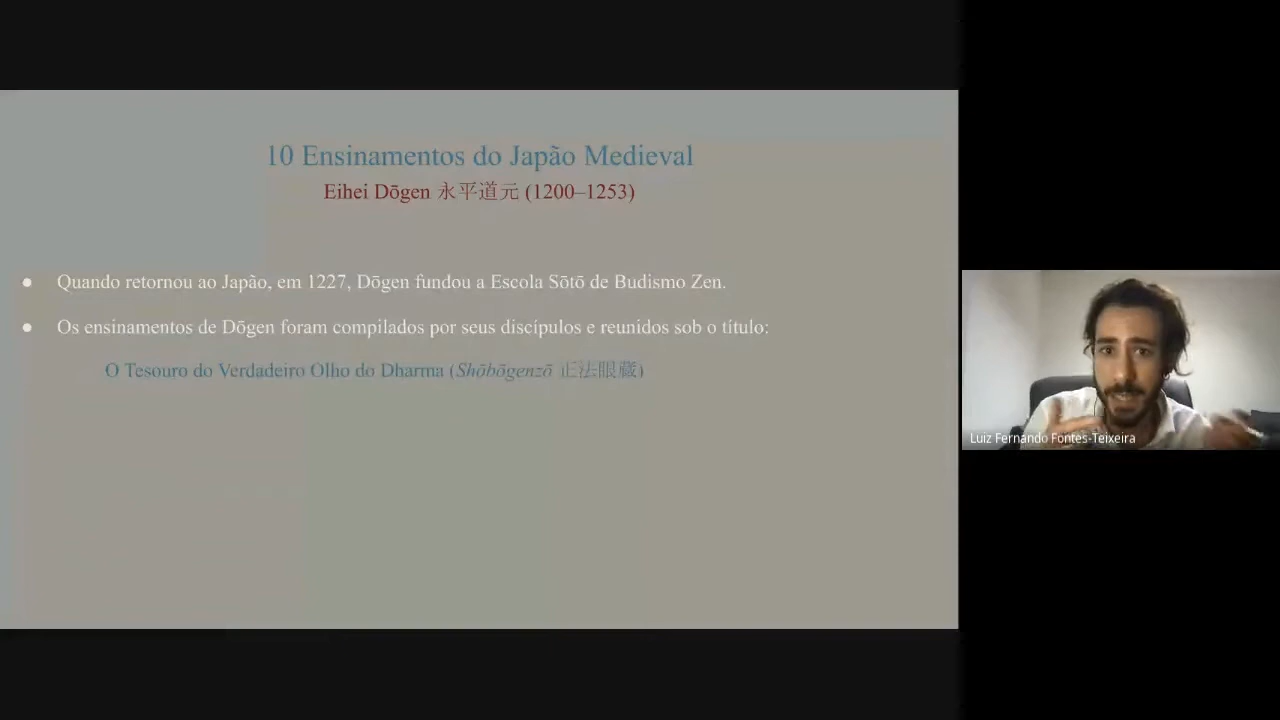 10 Ensinamentos do Japão Medieval
Eihei Dōgen 永平道元 (1200–1253)
● Quando retornou ao Japão, em 1227, Dōgen fundou a Escola Sōtō de Budismo Zen.
● Os ensinamentos de Dōgen foram compilados por seus discípulos e reunidos sob o título:
O Tesouro do Verdadeiro Olho do Dharma (Shōbōgenzō 正法眼藏)
Luiz Fernando Fontes-Teixeira